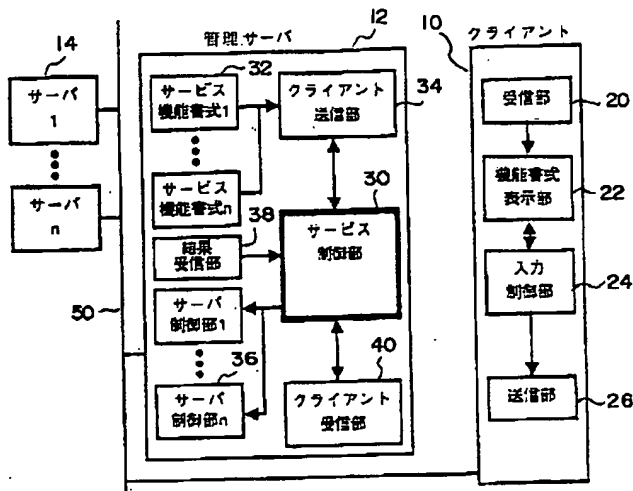 管理サーバ
12
10
クライアント
14
サーバ
1
サーバ
n
50
32
サービス
機能書式1
サービス
機能書式n
38
結果
受信部
サーバ
制御部1
36
サーバ
制御部n
クライアント
送信部
34
30
サービス
制御部
40
クライアント
受信部
受信部
20
機能書式
表示部
22
入力
制御部
24
送信部
26